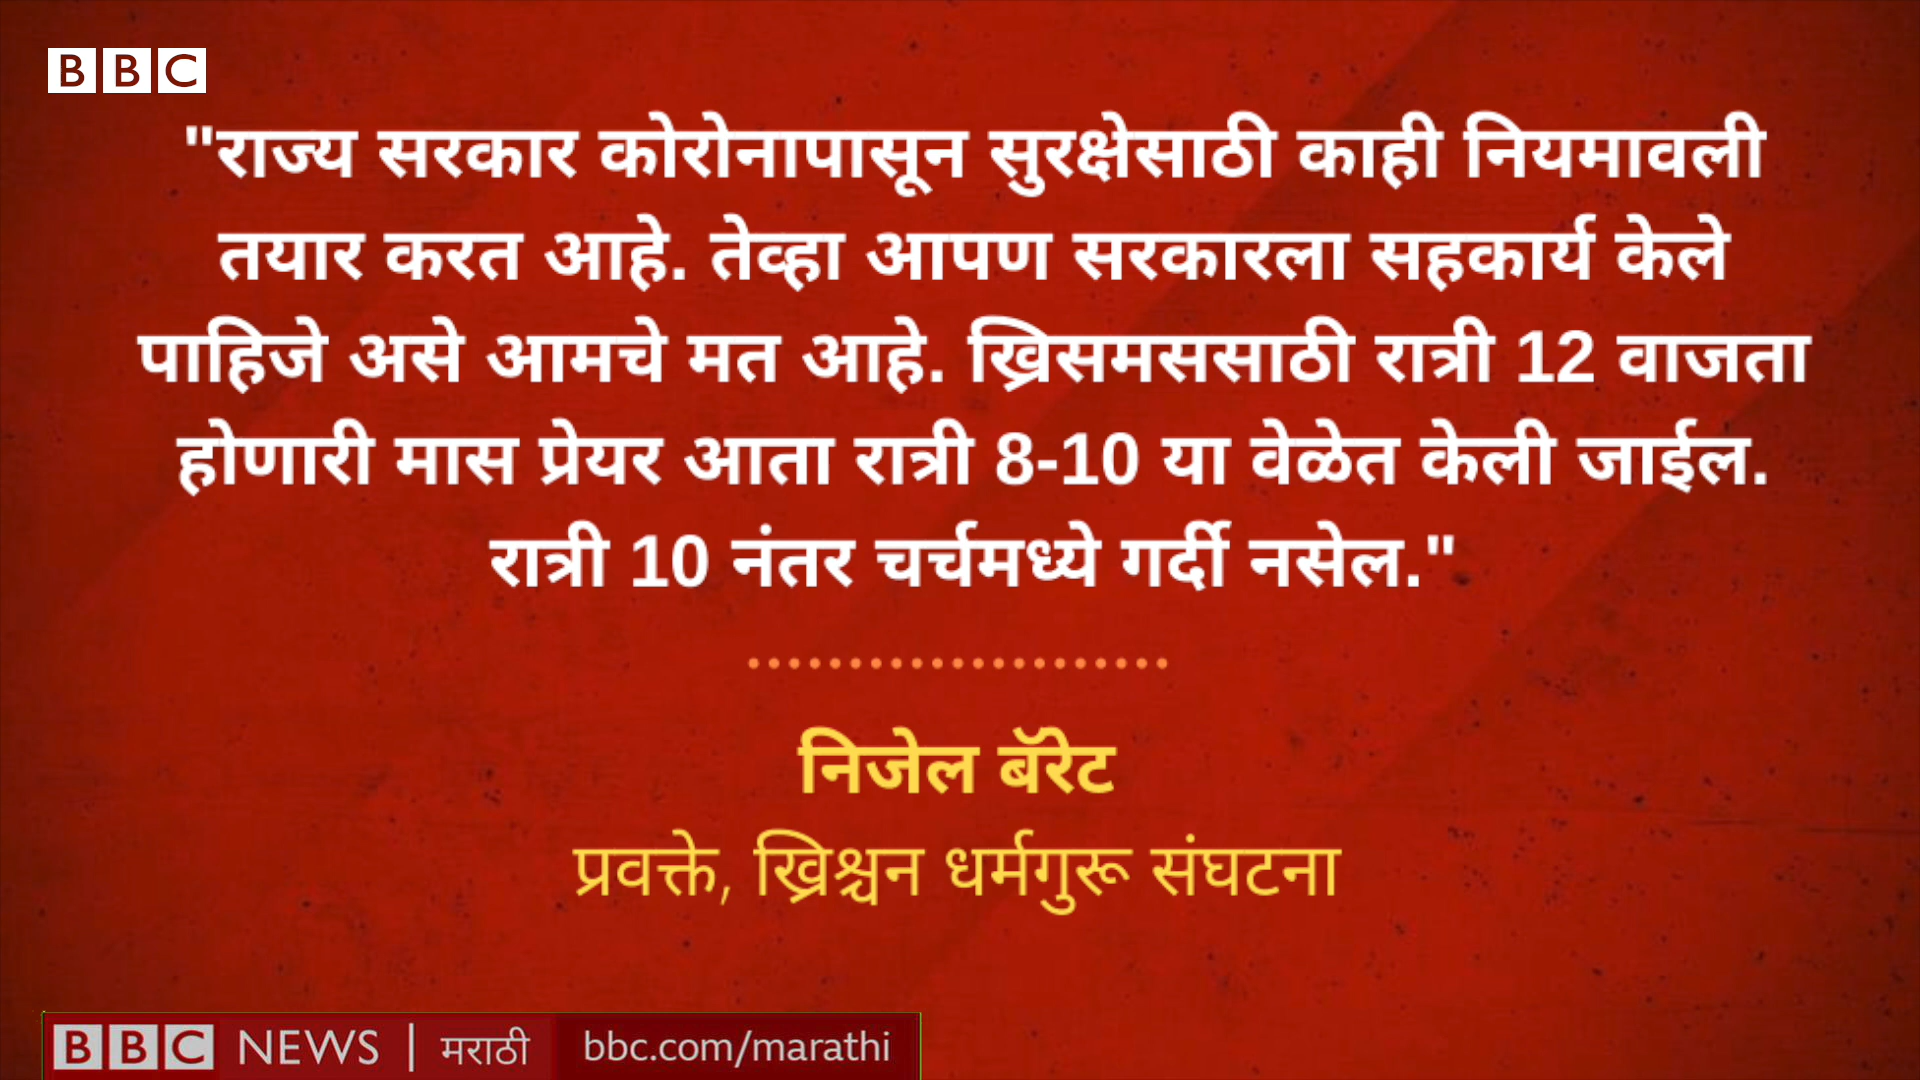 BBC
"राज्य सरकार कोरोनापासून सुरक्षेसाठी काही नियमावली
तयार करत आहे. तेव्हा आपण सरकारला सहकार्य केले
पाहिजे असे आमचे मत आहे. ख्रिसमससाठी रात्री 12 वाजता
होणारी मास प्रेयर आता रात्री 8-10 या वेळेत केली जाईल.
रात्री 10 नंतर चर्चमध्ये गर्दी नसेल."
निजेल बॅरेट
प्रवक्ते, ख्रिश्चन धर्मगुरू संघटना
BBC NEWS | मराठी bbc.com/marathi